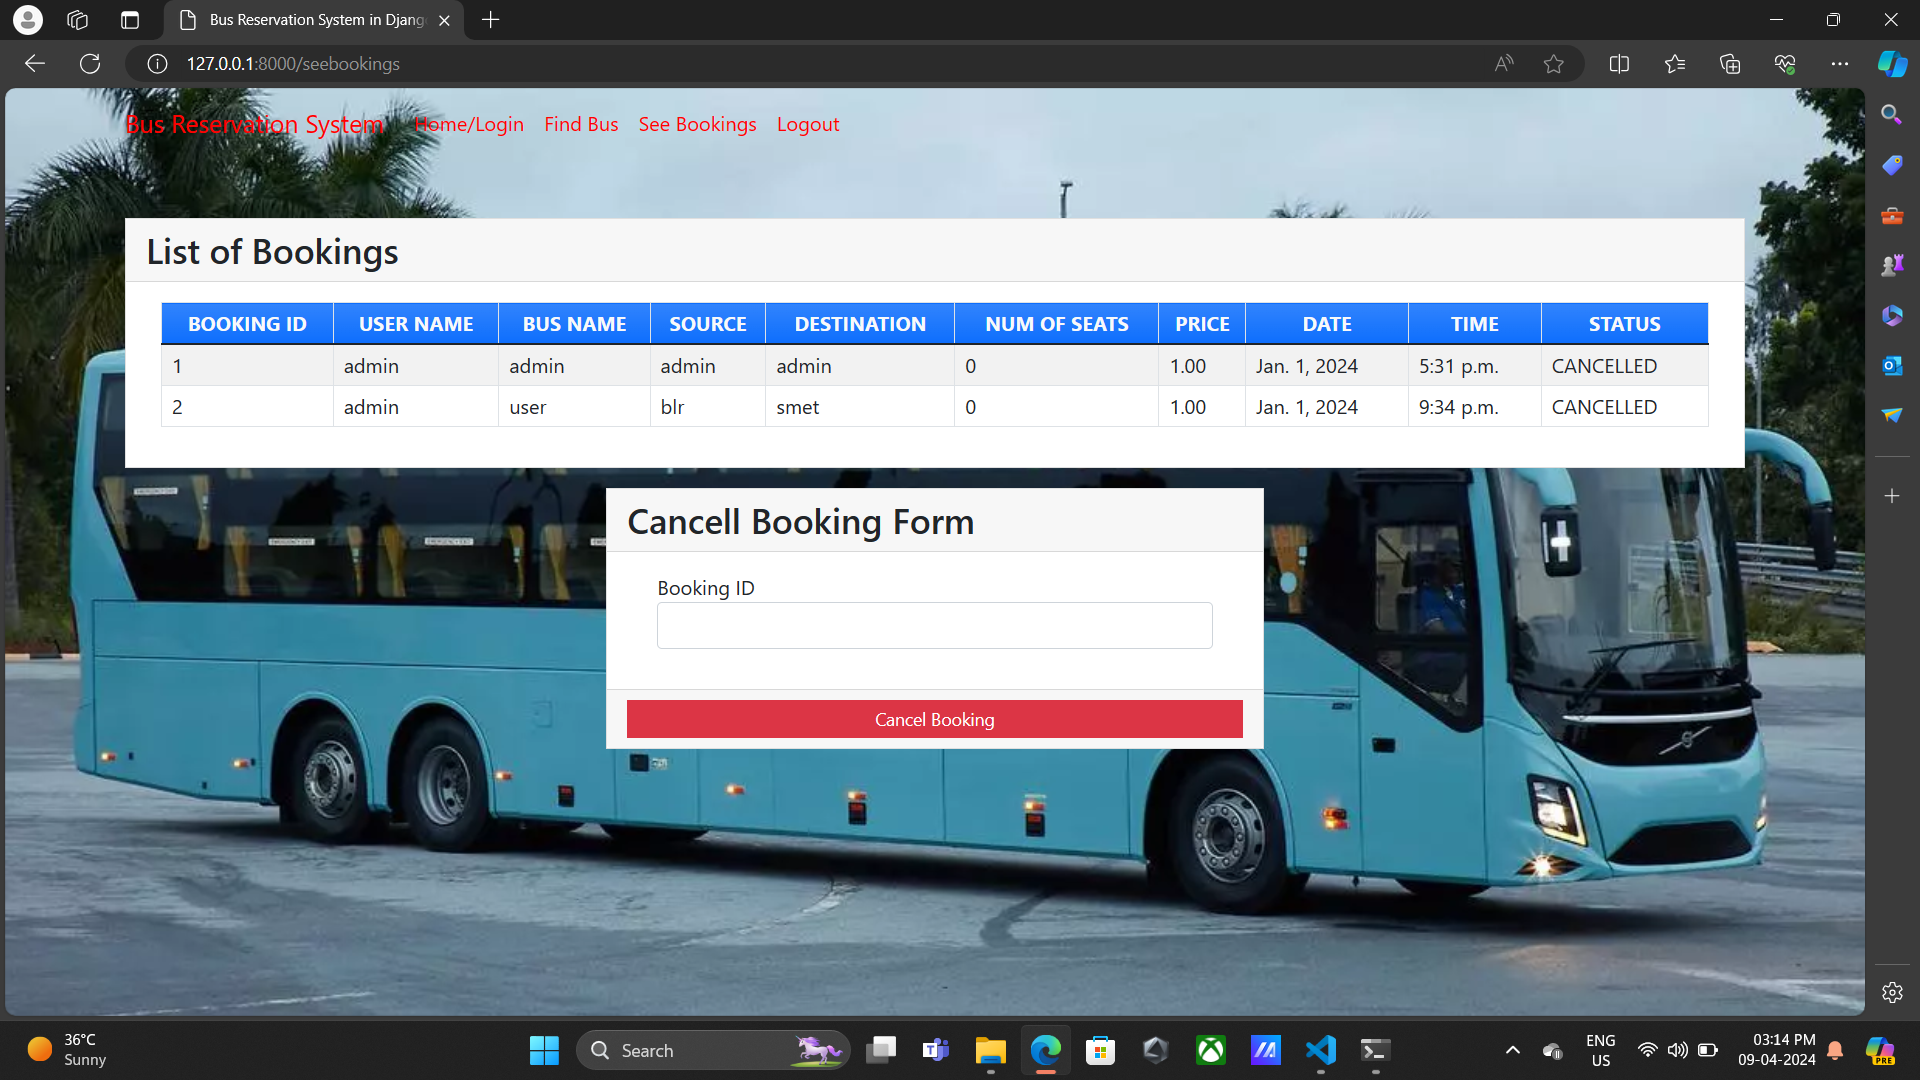 Bus Reservation System in Djang
127.0.0.1:8000/seebookings
Bus Reservation System Home/Login Find Bus See Bookings Logout
List of Bookings
BOOKING ID USER NAME BUS NAME SOURCE DESTINATION NUM OF SEATS PRICE DATE TIME STATUS
1 admin admin admin admin 0 1.00 Jan. 1, 2024 5:31 p.m. CANCELLED
2 admin user blr smet 0 1.00 Jan. 1, 2024 9:34 p.m. CANCELLED
Cancell Booking Form
Booking ID
Cancel Booking
36°C
Sunny
Search
ENG
US
03:14 PM
09-04-2024
PRE